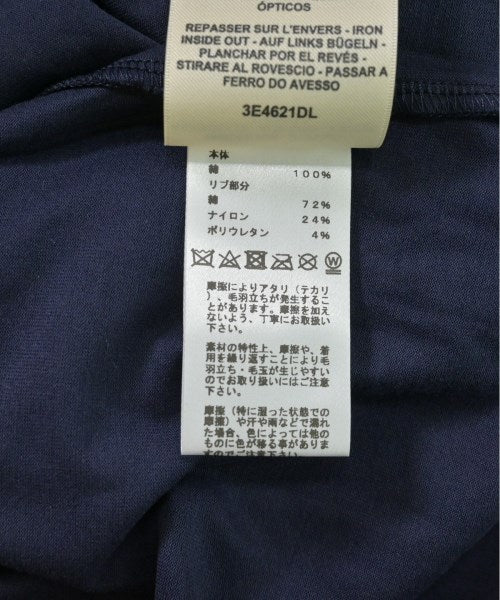 ÓPTICOS
REPASSER SUR L'ENVERS - IRON
INSIDE OUT - AUF LINKS BÜGELN -
PLANCHAR POR EL REVÉS -
STIRARE AL ROVESCIO - PASSAR A
FERRO DO AVESSO
3E4621DL
本体
綿 100%
リブ部分
綿 72%
ナイロン 24%
ポリウレタン 4%
W
摩擦によりアタリ（テカリ
）、毛羽立ちが発生するこ
とがあります。摩擦を加え
ないよう、丁寧にお取扱い
下さい。
素材の特性上、摩擦や、着
用を繰り返すことにより毛
羽立ち・毛玉が生じやすい
のでお取り扱いにはご注意
下さい。
摩擦（特に湿った状態での
摩擦）や汗や雨などで濡れ
た場合、色によっては他の
ものに色が移る事がありま
す。